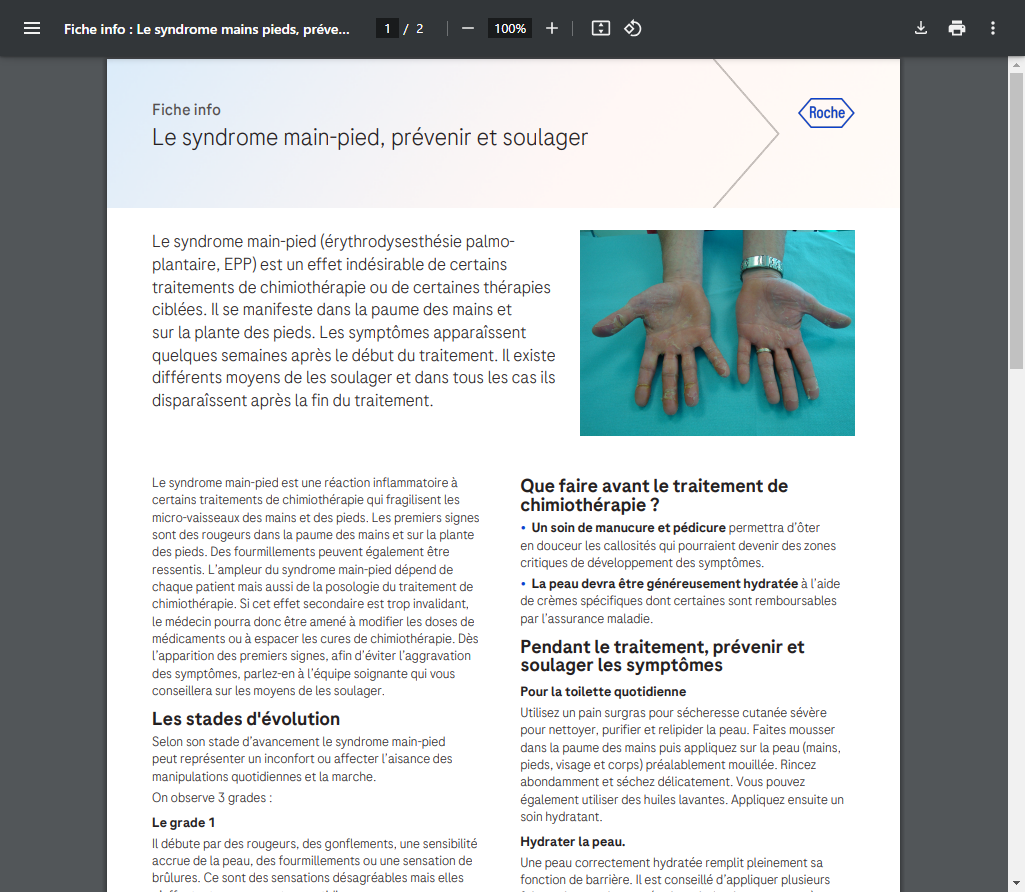 Fiche info : Le syndrome mains pieds, préve...
1 / 2
100%
Fiche info
Le syndrome main-pied, prévenir et soulager
Roche
Le syndrome main-pied (érythrodysesthésie palmo-
plantaire, EPP) est un effet indésirable de certains
traitements de chimiothérapie ou de certaines thérapies
ciblées. Il se manifeste dans la paume des mains et
sur la plante des pieds. Les symptômes apparaîssent
quelques semaines après le début du traitement. Il existe
différents moyens de les soulager et dans tous les cas ils
disparaîssent après la fin du traitement.
Le syndrome main-pied est une réaction inflammatoire à
certains traitements de chimiothérapie qui fragilisent les
micro-vaisseaux des mains et des pieds. Les premiers signes
sont des rougeurs dans la paume des mains et sur la plante
des pieds. Des fourmillements peuvent également être
ressentis. L'ampleur du syndrome main-pied dépend de
chaque patient mais aussi de la posologie du traitement de
chimiothérapie. Si cet effet secondaire est trop invalidant,
le médecin pourra donc être amené à modifier les doses de
médicaments ou à espacer les cures de chimiothérapie. Dès
l'apparition des premiers signes, afin d'éviter l'aggravation
des symptômes, parlez-en à l'équipe soignante qui vous
conseillera sur les moyens de les soulager.
Les stades d'évolution
Selon son stade d'avancement le syndrome main-pied
peut représenter un inconfort ou affecter l'aisance des
manipulations quotidiennes et la marche.
On observe 3 grades :
Le grade 1
Il débute par des rougeurs, des gonflements, une sensibilité
accrue de la peau, des fourmillements ou une sensation de
brûlures. Ce sont des sensations désagréables mais elles
Que faire avant le traitement de
chimiothérapie ?
• Un soin de manucure et pédicure permettra d'ôter
en douceur les callosités qui pourraient devenir des zones
critiques de développement des symptômes.
• La peau devra être généreusement hydratée à l'aide
de crèmes spécifiques dont certaines sont remboursables
par l'assurance maladie.
Pendant le traitement, prévenir et
soulager les symptômes
Pour la toilette quotidienne
Utilisez un pain surgras pour sécheresse cutanée sévère
pour nettoyer, purifier et relipider la peau. Faites mousser
dans la paume des mains puis appliquez sur la peau (mains,
pieds, visage et corps) préalablement mouillée. Rincez
abondamment et séchez délicatement. Vous pouvez
également utiliser des huiles lavantes. Appliquez ensuite un
soin hydratant.
Hydrater la peau.
Une peau correctement hydratée remplit pleinement sa
fonction de barrière. Il est conseillé d'appliquer plusieurs